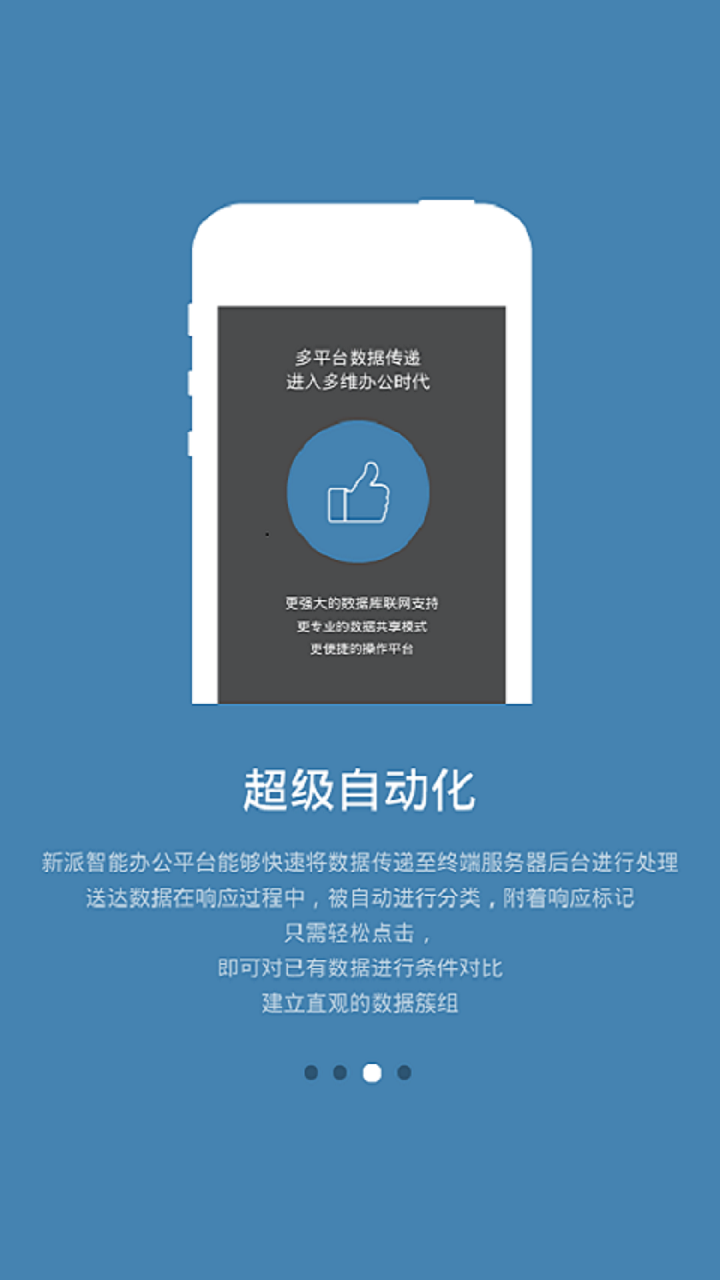 多平台数据传递
进入多维办公时代
更强大的数据库联网支持
更专业的数据共享模式
更便捷的操作平台
超级自动化
新派智能办公平台能够快速将数据传递至终端服务器后台进行处理
送达数据在响应过程中，被自动进行分类，附着响应标记
只需轻松点击，
即可对已有数据进行条件对比
建立直观的数据簇组